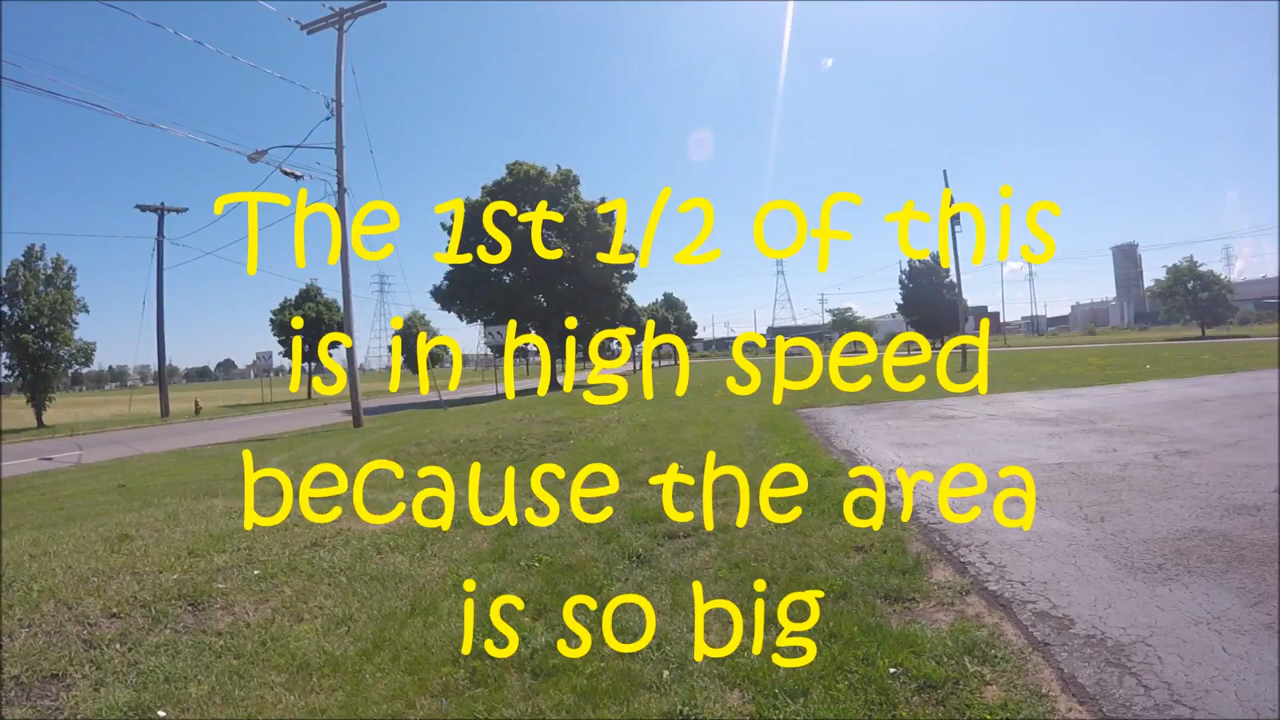 The 1st 1/2 of this
is in high speed
because the area
is so big